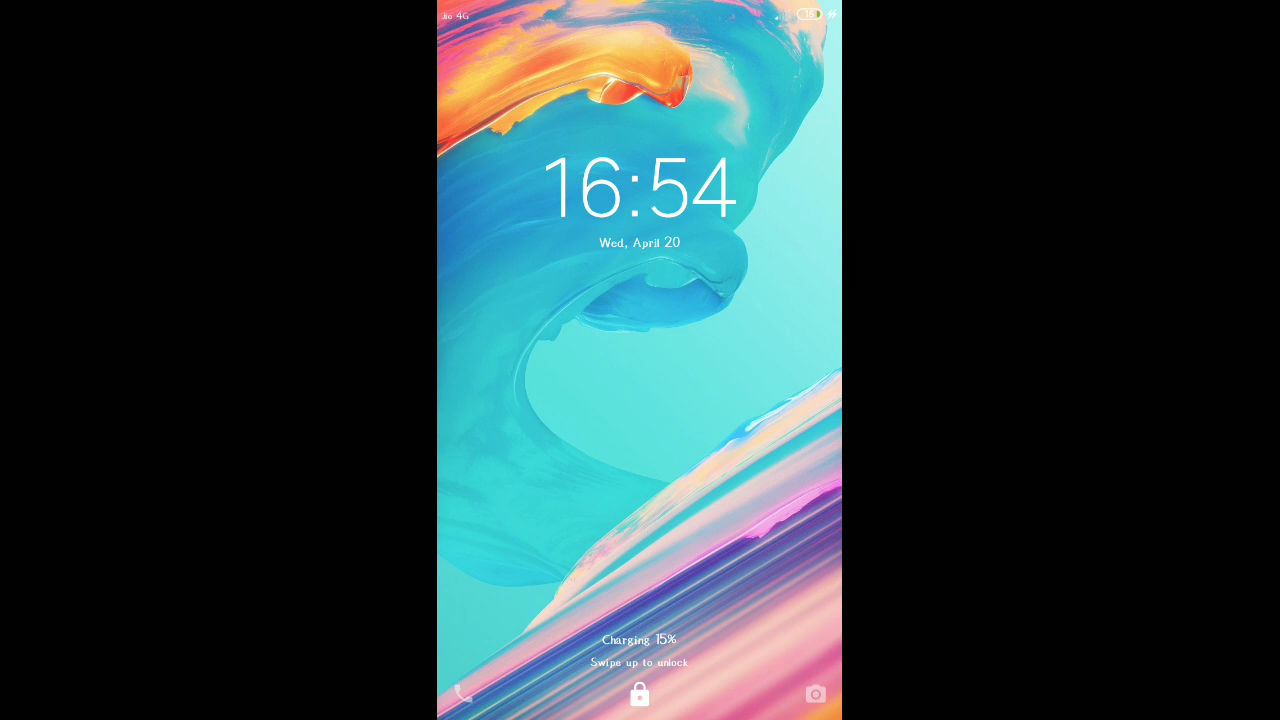 Jio 4G
15
16:54
Wed, April 20
Charging 15%
Swipe up to unlock